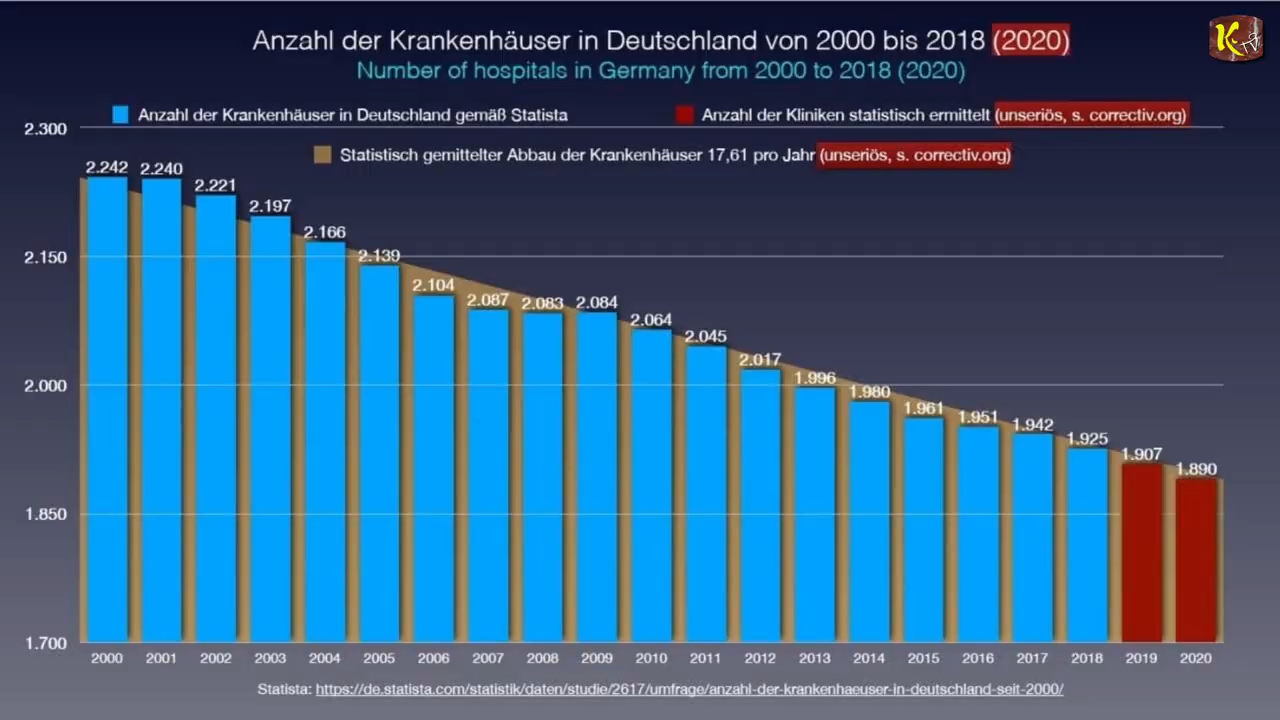 Anzahl der Krankenhäuser in Deutschland von 2000 bis 2018 (2020)
Number of hospitals in Germany from 2000 to 2018 (2020)
K TV
Anzahl der Krankenhäuser in Deutschland gemäß Statista
Anzahl der Kliniken statistisch ermittelt (unseriös, s. correctiv.org)
Statistisch gemittelter Abbau der Krankenhäuser 17,61 pro Jahr (unseriös, s. correctiv.org)
2.300
2.150
2.000
1.850
1.700
2.242 2.240 2.221 2.197 2.166 2.139 2.104 2.087 2.083 2.084 2.064 2.045 2.017 1.996 1.980 1.961 1.951 1.942 1.925 1.907 1.890
2000 2001 2002 2003 2004 2005 2006 2007 2008 2009 2010 2011 2012 2013 2014 2015 2016 2017 2018 2019 2020
Statista: https://de.statista.com/statistik/daten/studie/2617/umfrage/anzahl-der-krankenhaeuser-in-deutschland-seit-2000/